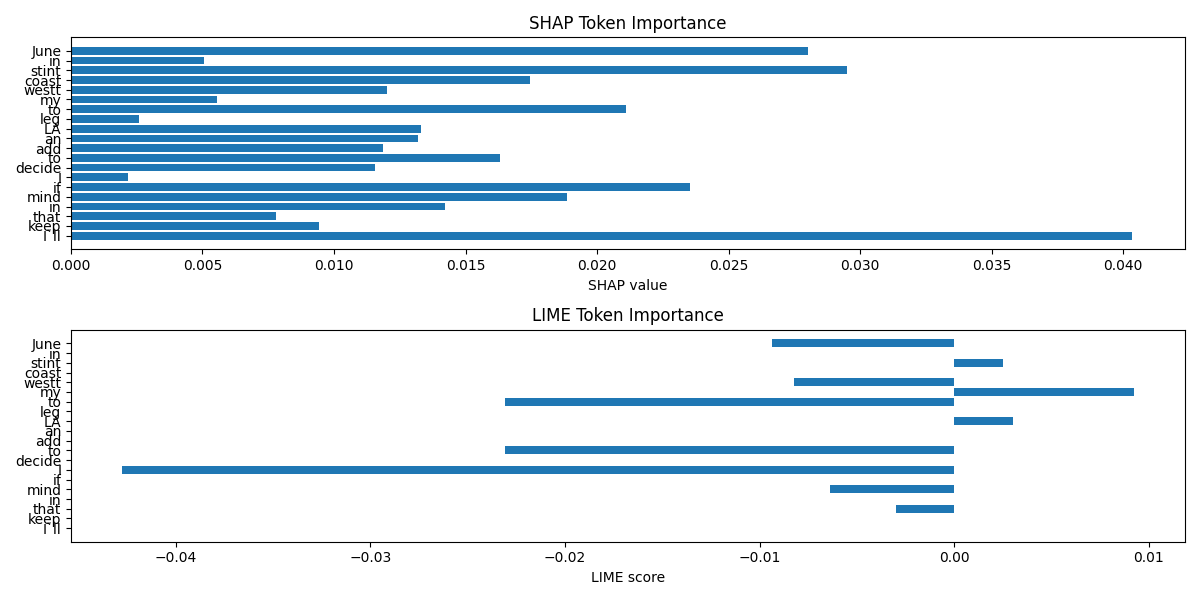 SHAP Token Importance
June
in
stint
coast
westt
my
to
leg
LA
an
add
to
decide
I
if
mind
in
that
keep
I'll
0.000 0.005 0.010 0.015 0.020 0.025 0.030 0.035 0.040
SHAP value
LIME Token Importance
June
in
stint
coast
westt
my
to
leg
LA
an
add
to
decide
I
if
mind
in
that
keep
I'll
−0.04 −0.03 −0.02 −0.01 0.00 0.01
LIME score